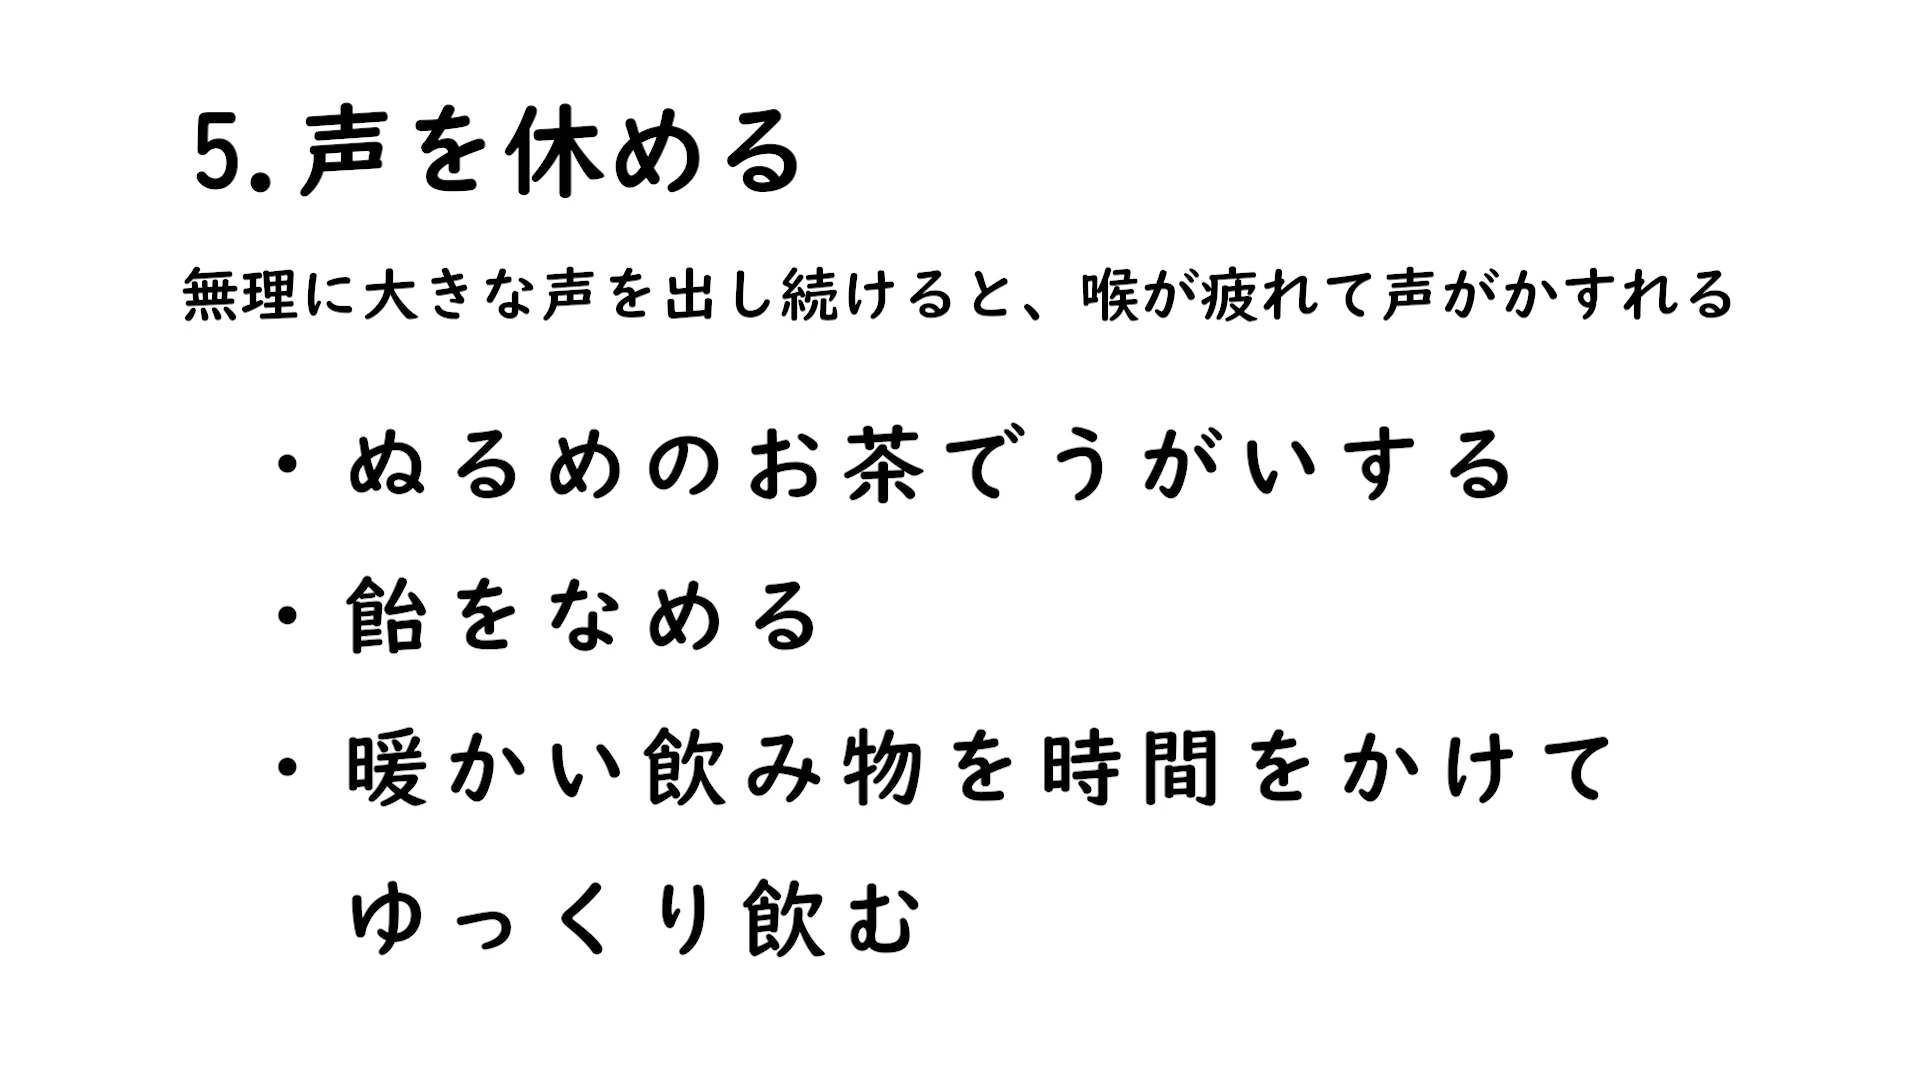 5.声を休める
無理に大きな声を出し続けると、喉が疲れて声がかすれる
・ぬるめのお茶でうがいする
・飴をなめる
・暖かい飲み物を時間をかけて
ゆっくり飲む